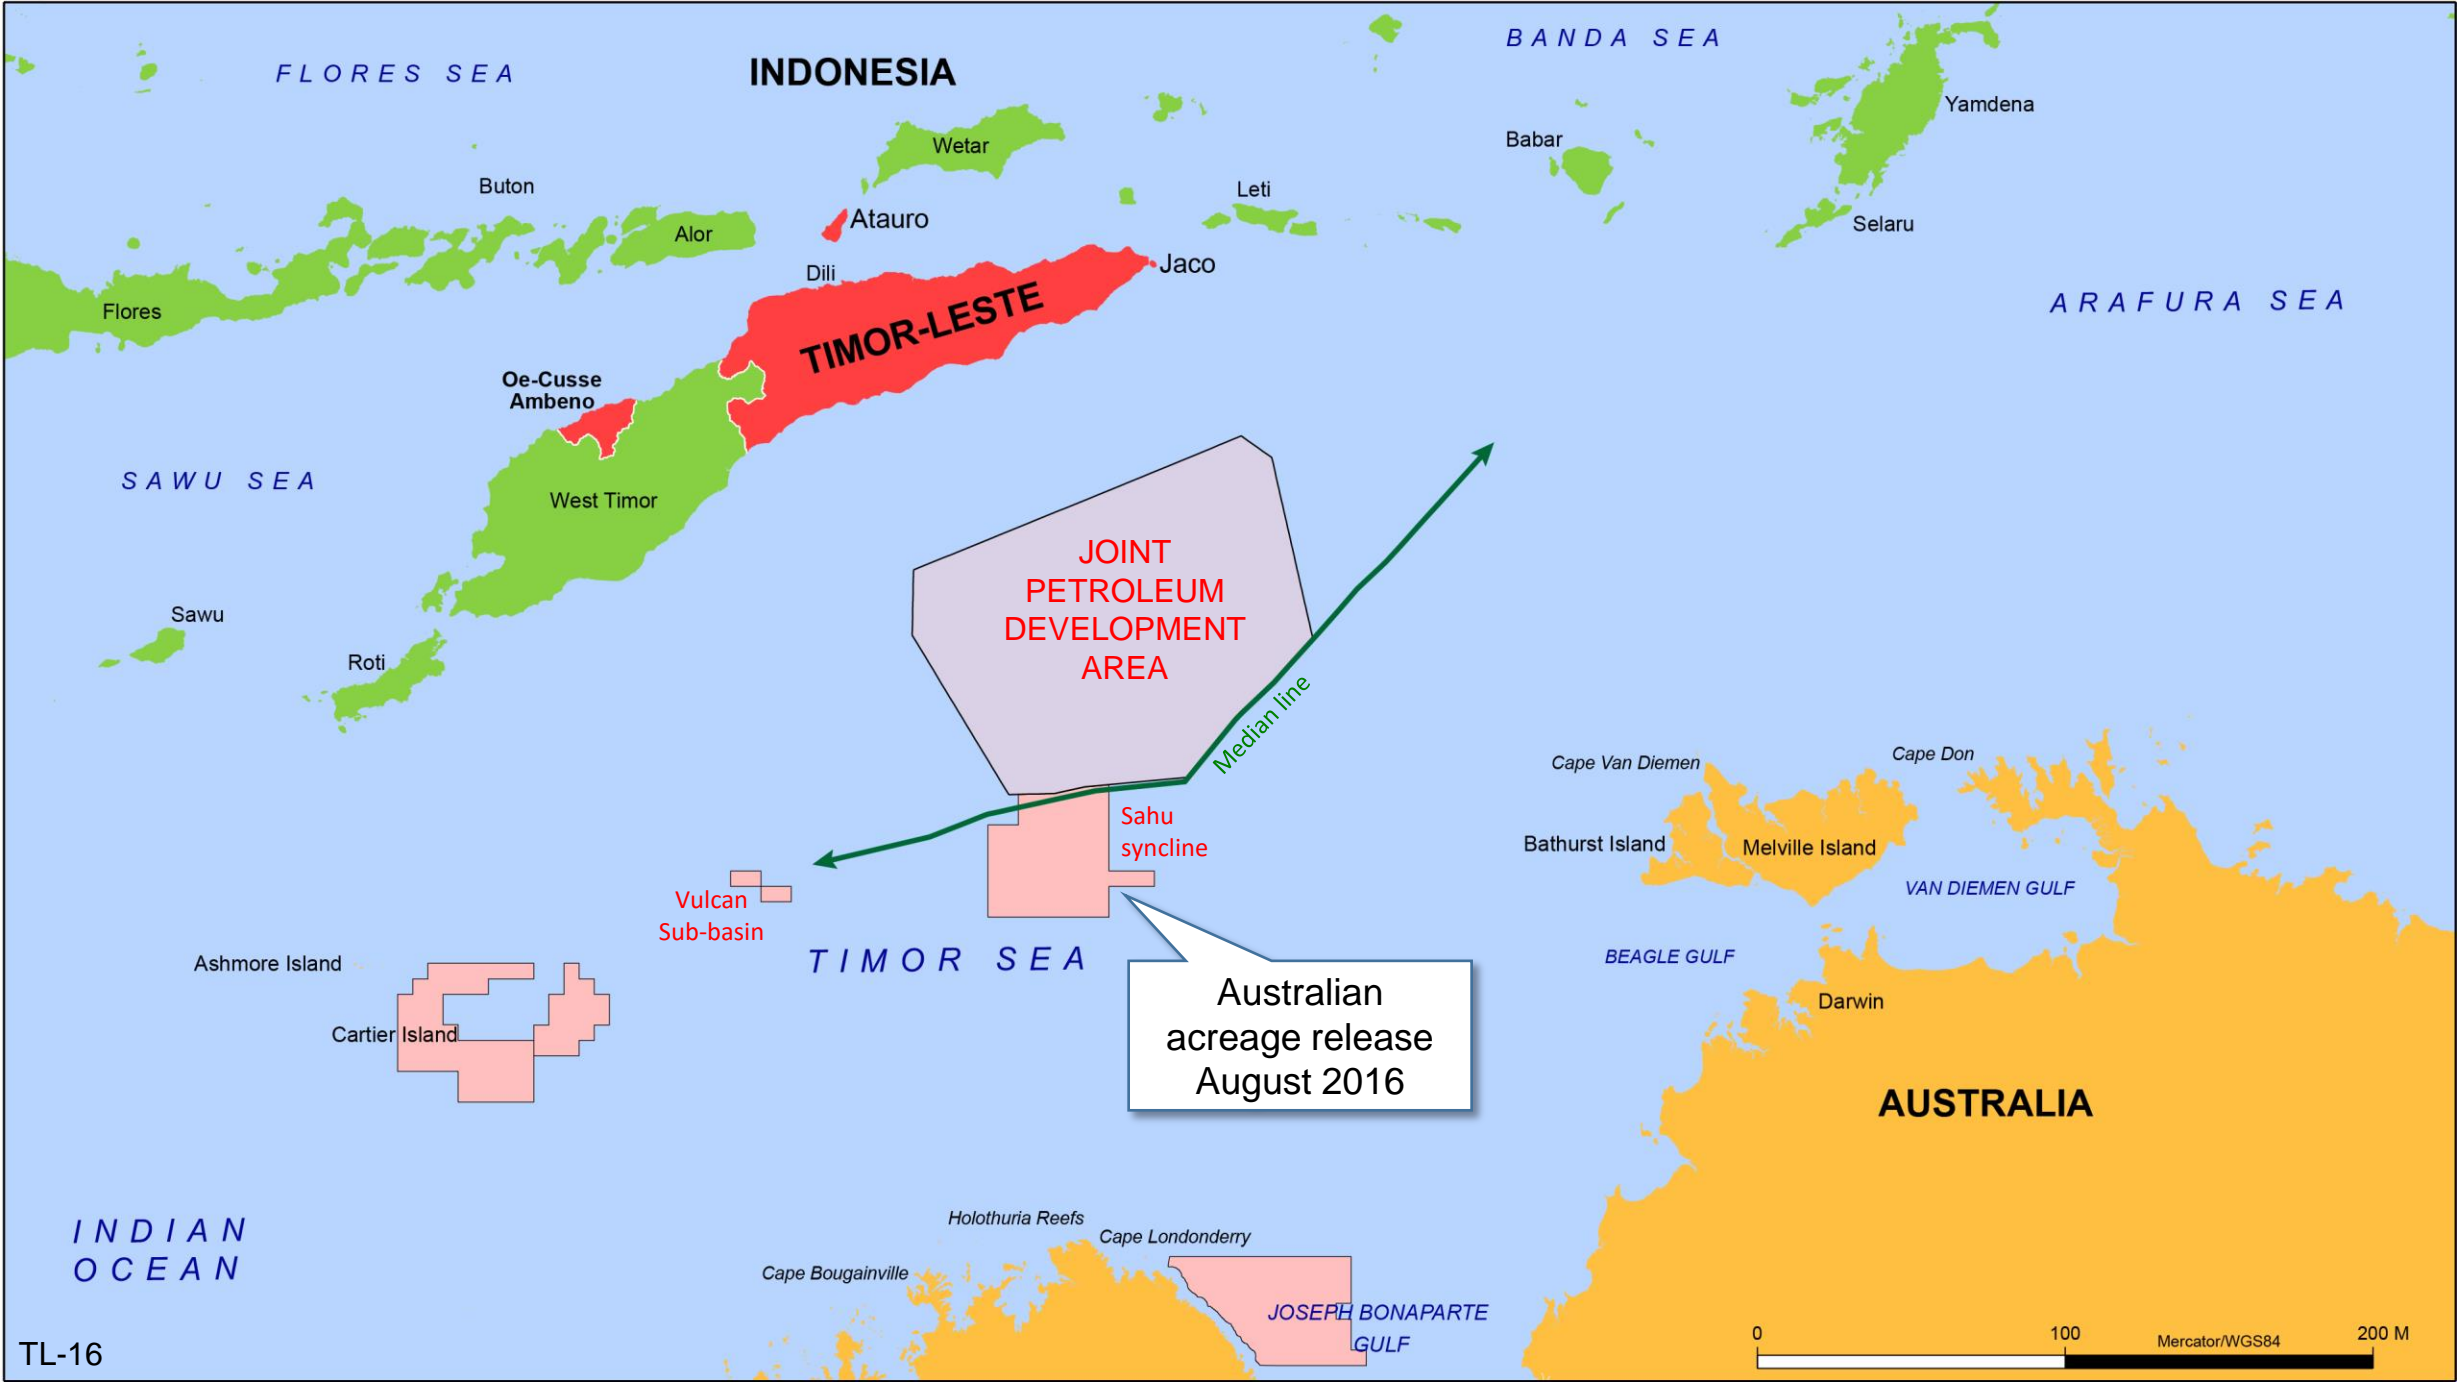 BANDA SEA
FLORES SEA
INDONESIA
Yamdena
Babar
Wetar
Buton
Leti
Atauro
Selaru
Alor
Jaco
Dili
ARAFURA SEA
Flores
TIMOR-LESTE
Oe-Cusse
Ambeno
SAWU SEA
West Timor
JOINT
PETROLEUM
DEVELOPMENT
AREA
Sawu
Roti
Median line
Cape Van Diemen
Cape Don
Sahu
syncline
Bathurst Island
Melville Island
VAN DIEMEN GULF
Vulcan
Sub-basin
TIMOR SEA
BEAGLE GULF
Ashmore Island
Australian
acreage release
August 2016
Darwin
Cartier Island
AUSTRALIA
INDIAN
OCEAN
Holothuria Reefs
Cape Londonderry
Cape Bougainville
JOSEPH BONAPARTE
GULF
0 100 200 M
Mercator/WGS84
TL-16